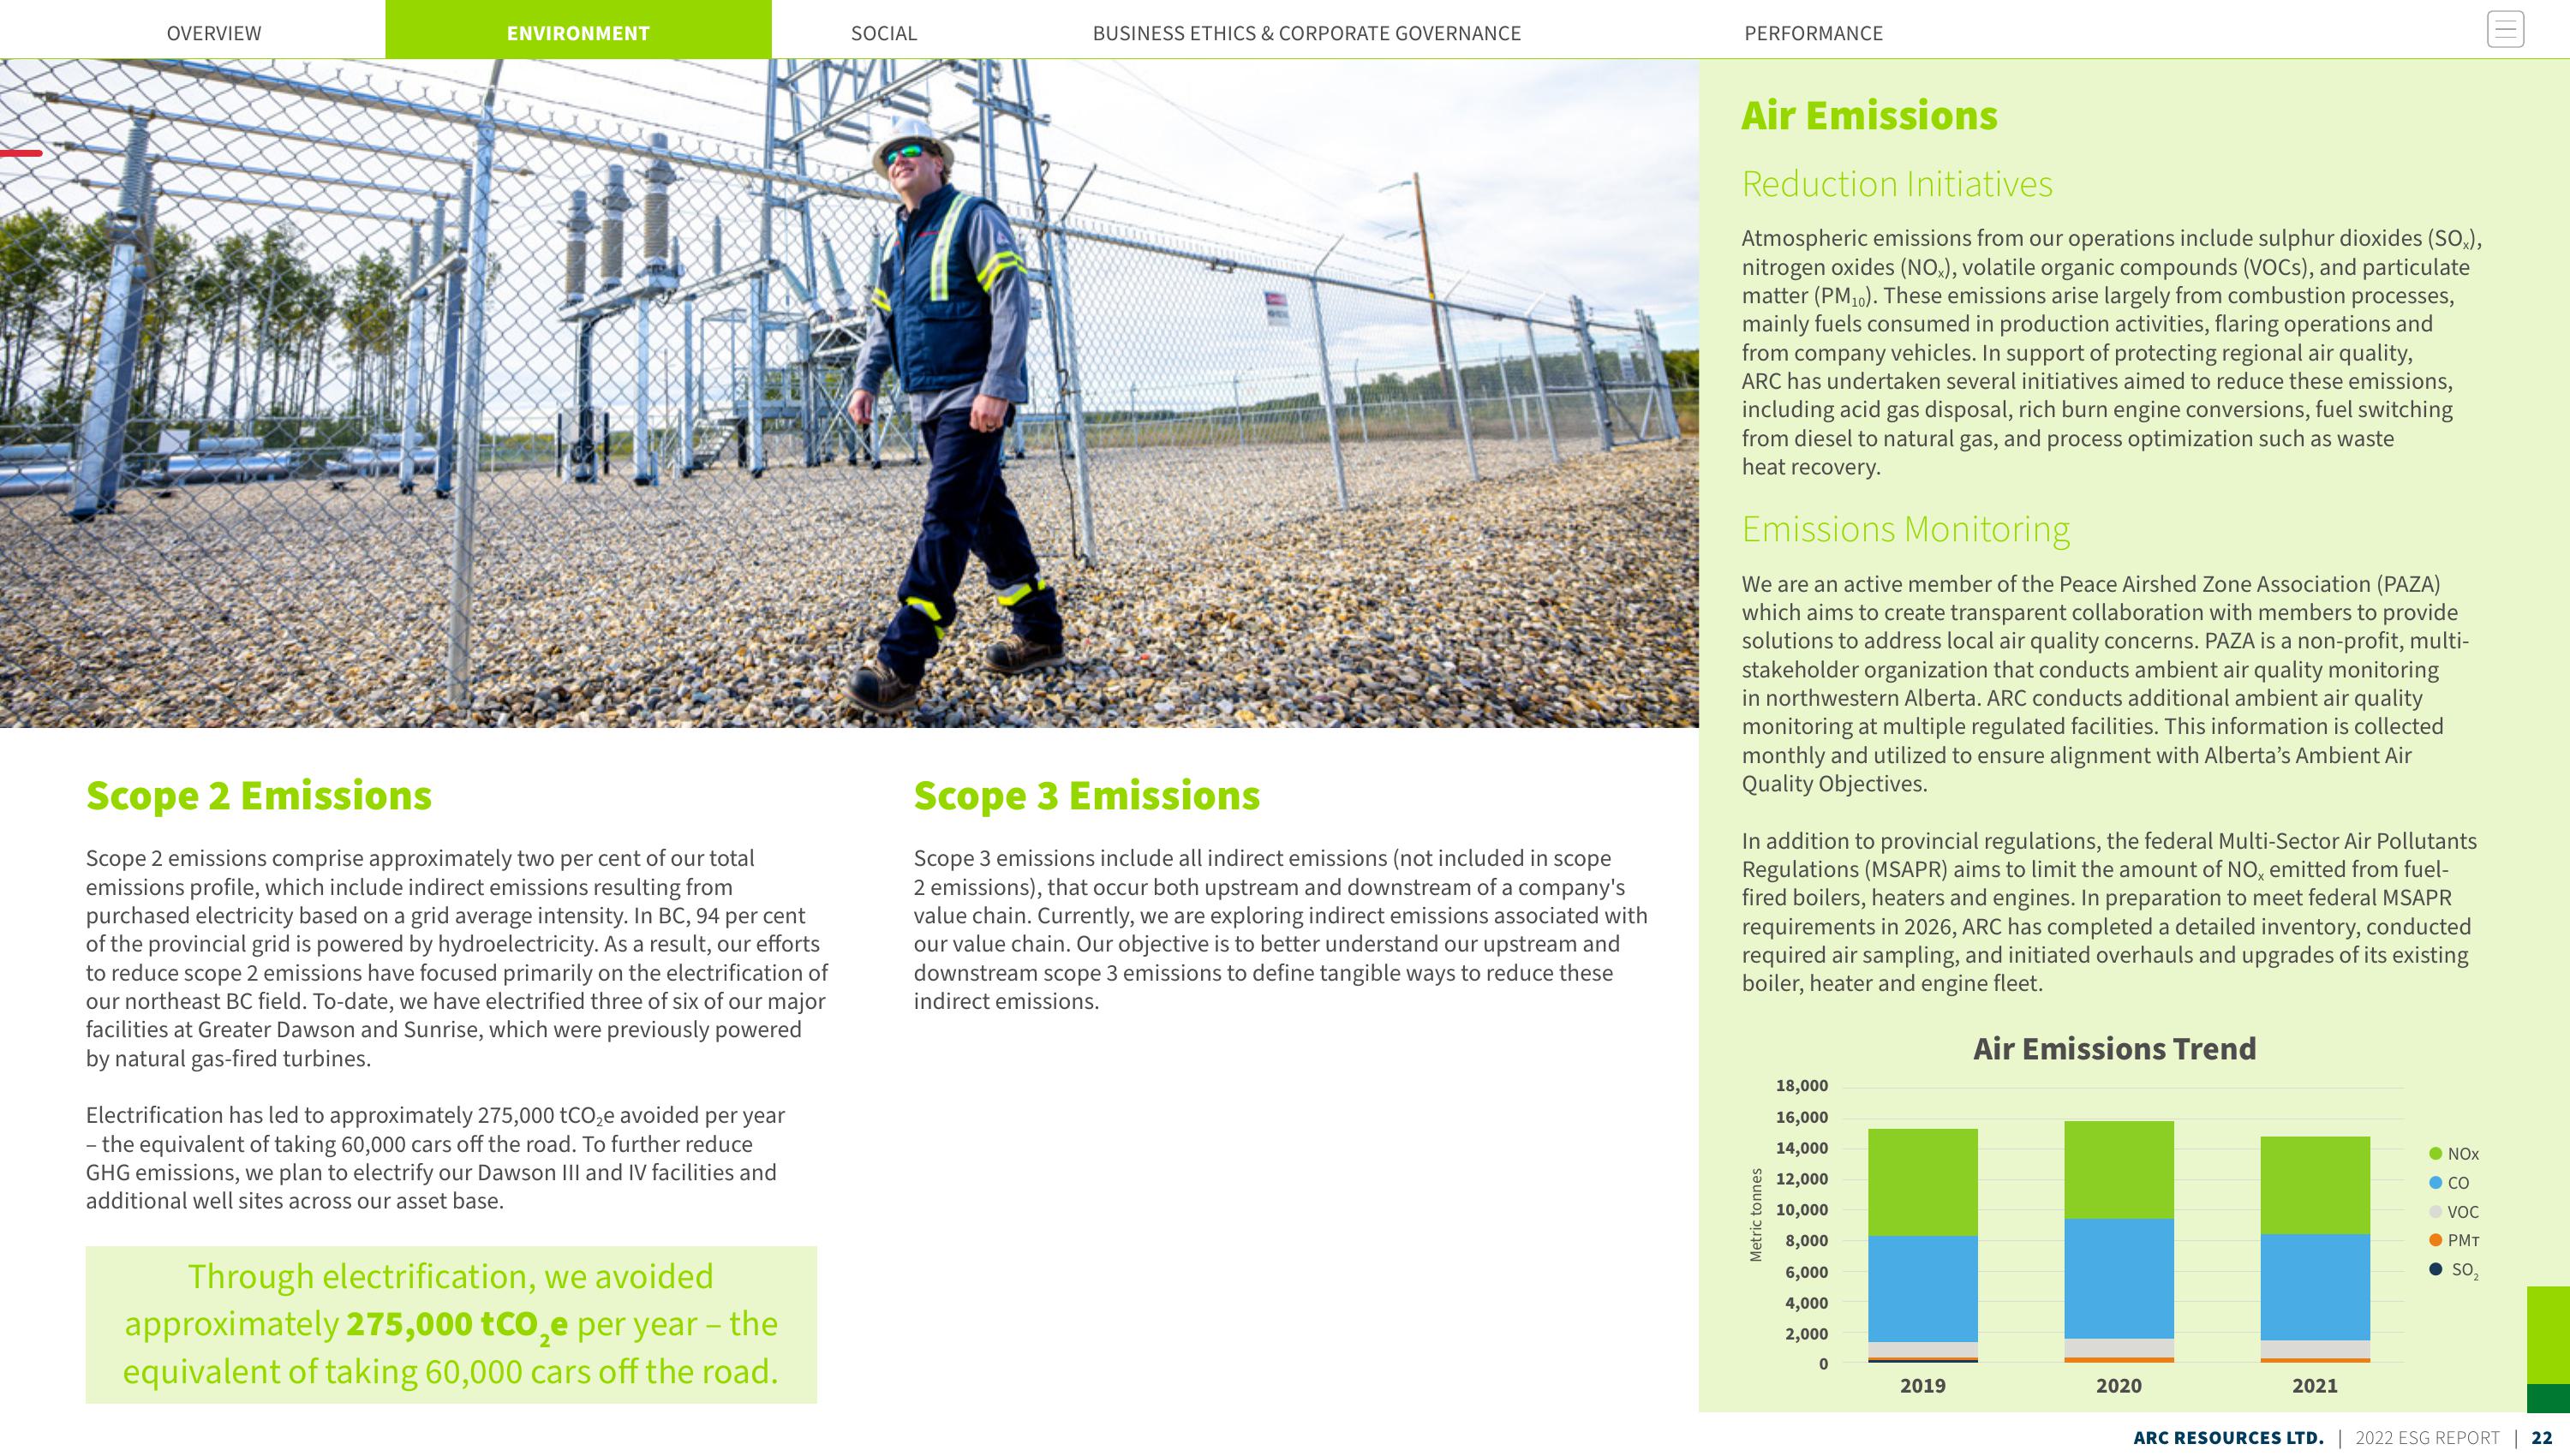 OVERVIEW
ENVIRONMENT
SOCIAL
BUSINESS ETHICS & CORPORATE GOVERNANCE
PERFORMANCE
Scope 2 Emissions
Scope 2 emissions comprise approximately two per cent of our total
emissions profile, which include indirect emissions resulting from
purchased electricity based on a grid average intensity. In BC, 94 per cent
of the provincial grid is powered by hydroelectricity. As a result, our efforts
to reduce scope 2 emissions have focused primarily on the electrification of
our northeast BC field. To-date, we have electrified three of six of our major
facilities at Greater Dawson and Sunrise, which were previously powered
by natural gas-fired turbines.
Electrification has led to approximately 275,000 tCO₂e avoided per year
– the equivalent of taking 60,000 cars off the road. To further reduce
GHG emissions, we plan to electrify our Dawson III and IV facilities and
additional well sites across our asset base.
Through electrification, we avoided
approximately 275,000 tCO₂e per year – the
equivalent of taking 60,000 cars off the road.
Scope 3 Emissions
Scope 3 emissions include all indirect emissions (not included in scope
2 emissions), that occur both upstream and downstream of a company's
value chain. Currently, we are exploring indirect emissions associated with
our value chain. Our objective is to better understand our upstream and
downstream scope 3 emissions to define tangible ways to reduce these
indirect emissions.
Air Emissions
Reduction Initiatives
Atmospheric emissions from our operations include sulphur dioxides (SOₓ),
nitrogen oxides (NOₓ), volatile organic compounds (VOCs), and particulate
matter (PM₁₀). These emissions arise largely from combustion processes,
mainly fuels consumed in production activities, flaring operations and
from company vehicles. In support of protecting regional air quality,
ARC has undertaken several initiatives aimed to reduce these emissions,
including acid gas disposal, rich burn engine conversions, fuel switching
from diesel to natural gas, and process optimization such as waste
heat recovery.
Emissions Monitoring
We are an active member of the Peace Airshed Zone Association (PAZA)
which aims to create transparent collaboration with members to provide
solutions to address local air quality concerns. PAZA is a non-profit, multi-
stakeholder organization that conducts ambient air quality monitoring
in northwestern Alberta. ARC conducts additional ambient air quality
monitoring at multiple regulated facilities. This information is collected
monthly and utilized to ensure alignment with Alberta’s Ambient Air
Quality Objectives.
In addition to provincial regulations, the federal Multi-Sector Air Pollutants
Regulations (MSAPR) aims to limit the amount of NOₓ emitted from fuel-
fired boilers, heaters and engines. In preparation to meet federal MSAPR
requirements in 2026, ARC has completed a detailed inventory, conducted
required air sampling, and initiated overhauls and upgrades of its existing
boiler, heater and engine fleet.
Air Emissions Trend
Metric tonnes
18,000
16,000
14,000
12,000
10,000
8,000
6,000
4,000
2,000
0
2019
2020
2021
NOx
CO
VOC
PMT
SO₂
ARC RESOURCES LTD. | 2022 ESG REPORT | 22